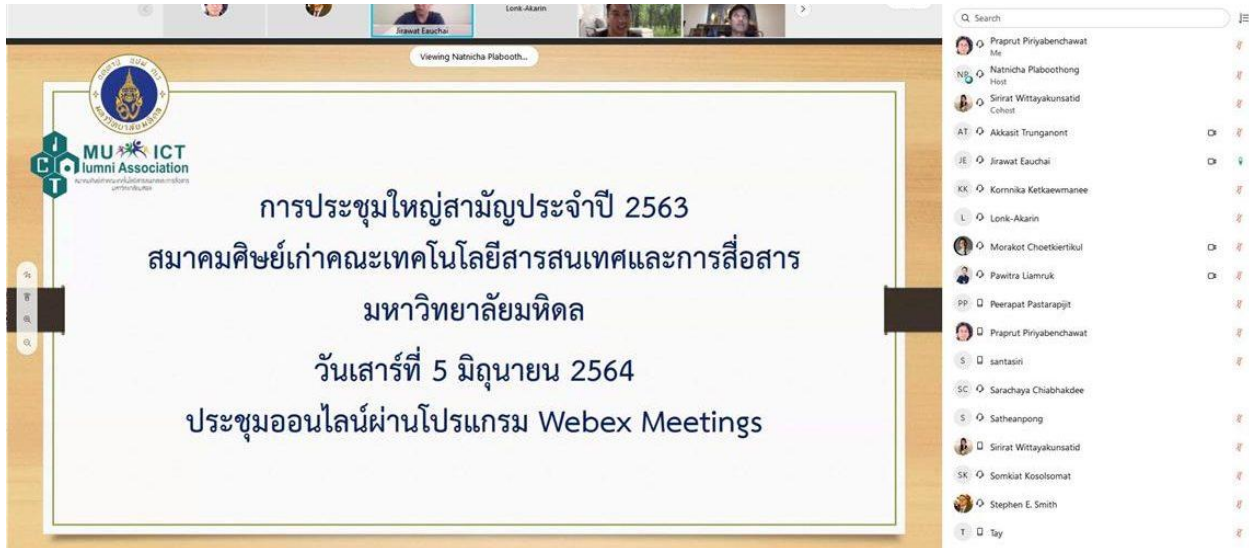 Jirawat Eauchai
Lonk-Akarin
Viewing Natnicha Plabooth...
MU ICT
lumni Association
I
C
A
T
การประชุมใหญ่สามัญประจำปี 2563
สมาคมศิษย์เก่าคณะเทคโนโลยีสารสนเทศและการสื่อสาร
มหาวิทยาลัยมหิดล
วันเสาร์ที่ 5 มิถุนายน 2564
ประชุมออนไลน์ผ่านโปรแกรม Webex Meetings
Search
Praprut Piriyabenchawat
Me
NP
Natnicha Plaboothong
Host
Sirirat Wittayakunsatid
Cohost
AT Akkasit Trunganont
JE Jirawat Eauchai
KK Kornnika Ketkaewmanee
L Lonk-Akarin
Morakot Choetkiertikul
Pawitra Liamruk
PP Peerapat Pastarapijit
Praprut Piriyabenchawat
S santasiri
SC Sarachaya Chiabhakdee
S Satheanpong
Sirirat Wittayakunsatid
SK Somkiat Kosolsomat
Stephen E. Smith
T Tay